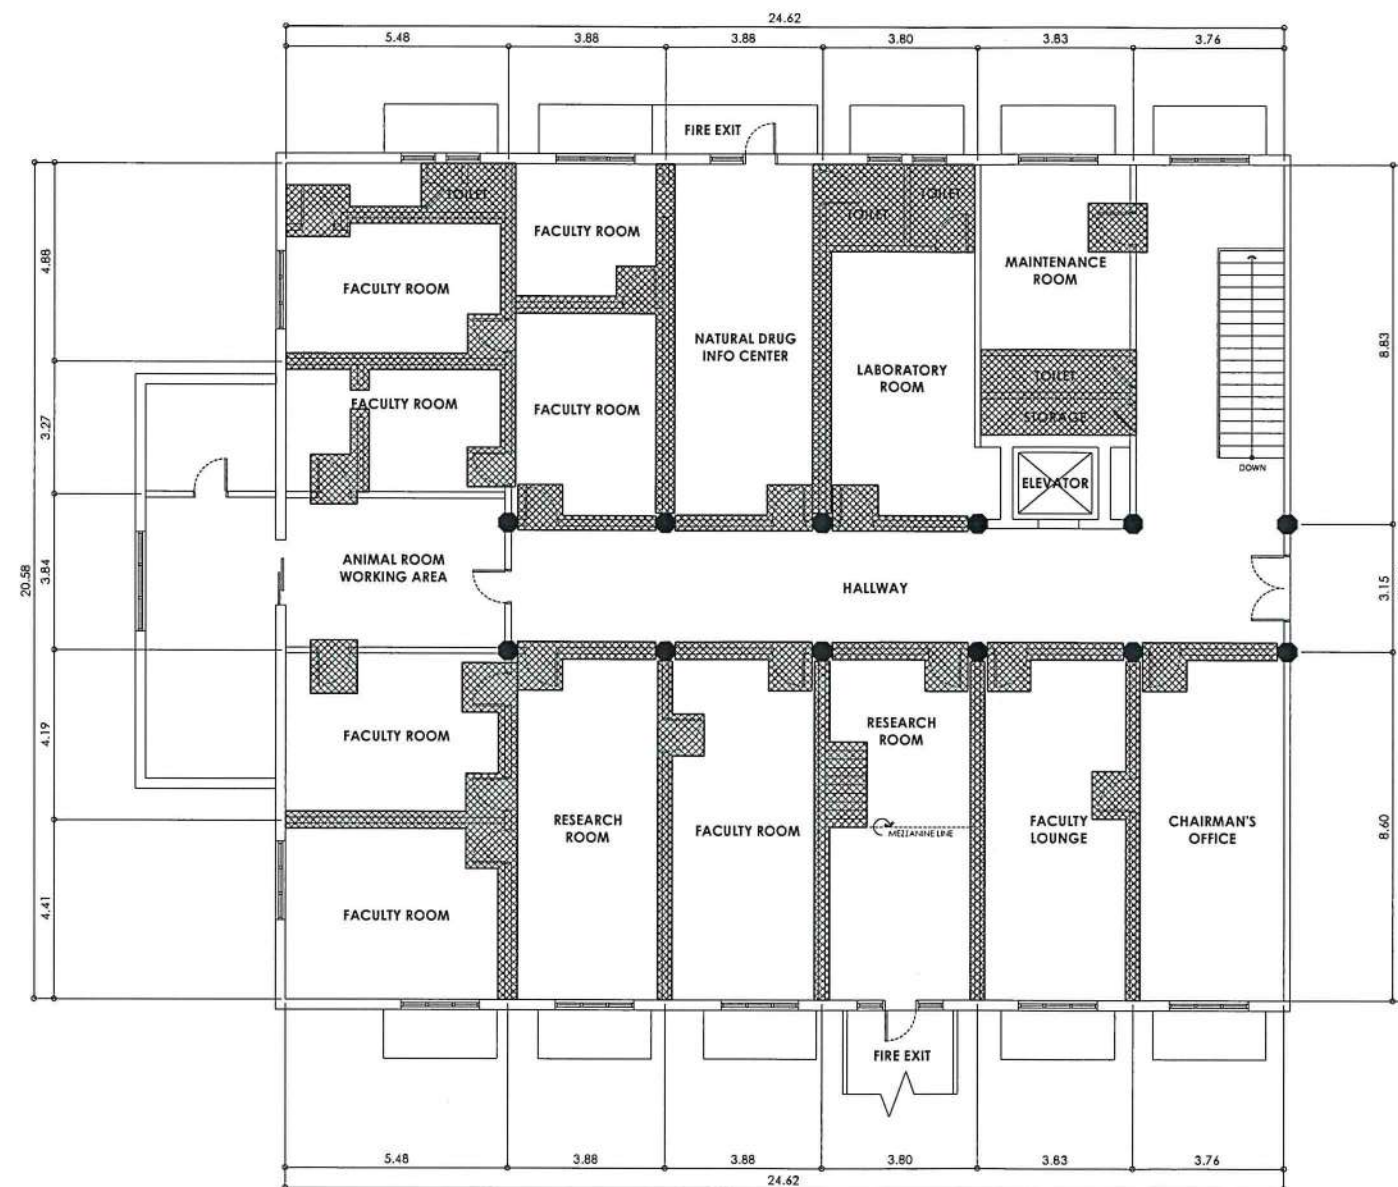 24.62
5.48
3.88
3.88
3.80
3.83
3.76
FIRE EXIT
TOILET
TOILET
TOILET
FACULTY ROOM
FACULTY ROOM
MAINTENANCE
ROOM
4.88
8.83
NATURAL DRUG
INFO CENTER
LABORATORY
ROOM
TOILET
FACULTY ROOM
FACULTY ROOM
STORAGE
3.27
DOWN
ELEVATOR
ANIMAL ROOM
WORKING AREA
HALLWAY
20.58
3.84
3.15
FACULTY ROOM
RESEARCH
ROOM
4.19
RESEARCH
ROOM
FACULTY ROOM
MEZZANINE LINE
FACULTY
LOUNGE
CHAIRMAN'S
OFFICE
8.60
FACULTY ROOM
4.41
FIRE EXIT
5.48
3.88
3.88
3.80
3.83
3.76
24.62